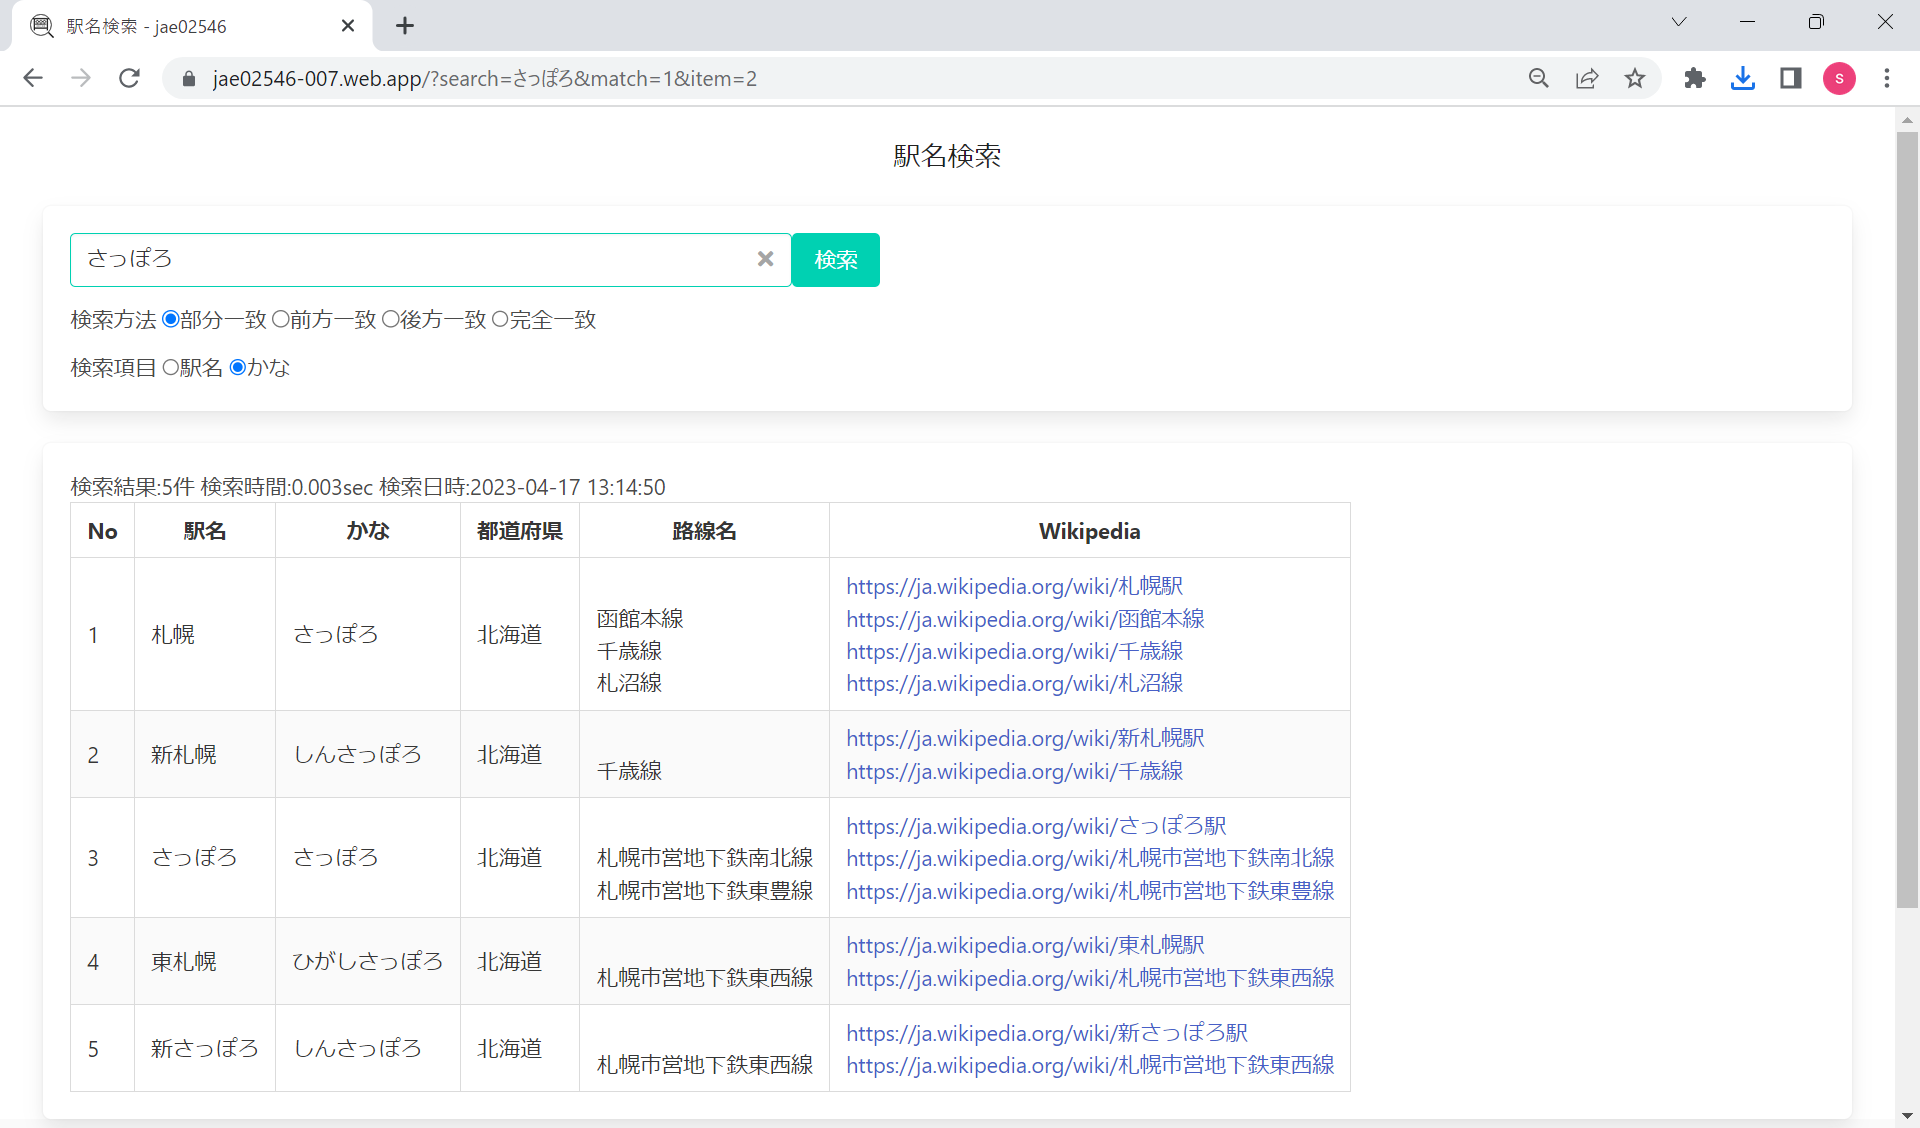 駅名検索 - jae02546
jae02546-007.web.app/?search=さっぽろ&match=1&item=2
s
駅名検索
さっぽろ
検索
検索方法 部分一致 前方一致 後方一致 完全一致
検索項目 駅名 かな
検索結果:5件 検索時間:0.003sec 検索日時:2023-04-17 13:14:50
No 駅名 かな 都道府県 路線名 Wikipedia
https://ja.wikipedia.org/wiki/札幌駅
函館本線 https://ja.wikipedia.org/wiki/函館本線
1 札幌 さっぽろ 北海道
千歳線 https://ja.wikipedia.org/wiki/千歳線
札沼線 https://ja.wikipedia.org/wiki/札沼線
https://ja.wikipedia.org/wiki/新札幌駅
2 新札幌 しんさっぽろ 北海道
千歳線 https://ja.wikipedia.org/wiki/千歳線
https://ja.wikipedia.org/wiki/さっぽろ駅
3 さっぽろ さっぽろ 北海道 札幌市営地下鉄南北線 https://ja.wikipedia.org/wiki/札幌市営地下鉄南北線
札幌市営地下鉄東豊線 https://ja.wikipedia.org/wiki/札幌市営地下鉄東豊線
https://ja.wikipedia.org/wiki/東札幌駅
4 東札幌 ひがしさっぽろ 北海道
札幌市営地下鉄東西線 https://ja.wikipedia.org/wiki/札幌市営地下鉄東西線
https://ja.wikipedia.org/wiki/新さっぽろ駅
5 新さっぽろ しんさっぽろ 北海道
札幌市営地下鉄東西線 https://ja.wikipedia.org/wiki/札幌市営地下鉄東西線